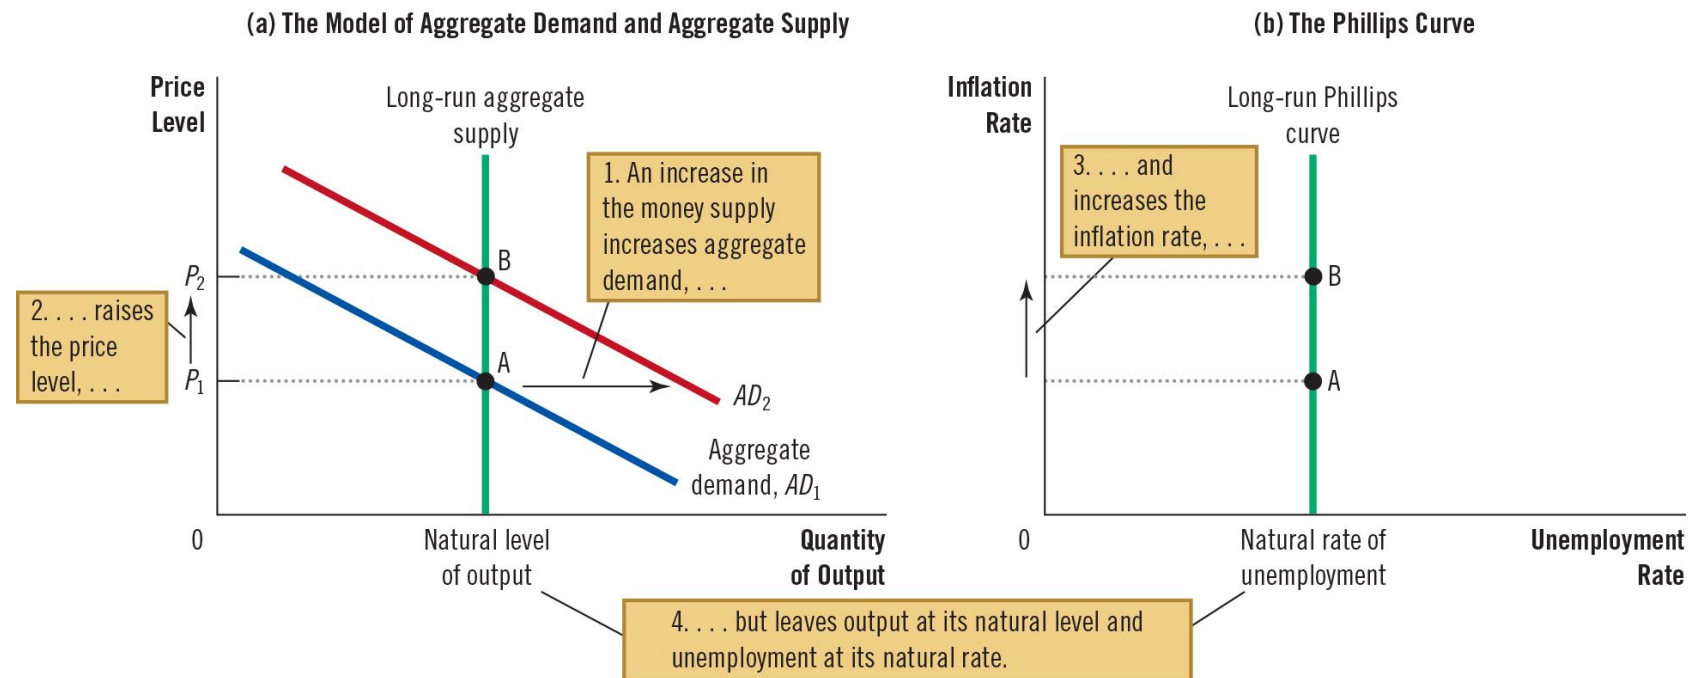 (a) The Model of Aggregate Demand and Aggregate Supply
Price
Level
Long-run aggregate
supply
1. An increase in
the money supply
increases aggregate
demand, . . .
B
P2
2. . . . raises
the price
level, . . .
A
P1
AD2
Aggregate
demand, AD1
0
Natural level
of output
Quantity
of Output
(b) The Phillips Curve
Inflation
Rate
Long-run Phillips
curve
3. . . . and
increases the
inflation rate, . . .
B
A
0
Natural rate of
unemployment
Unemployment
Rate
4. . . . but leaves output at its natural level and
unemployment at its natural rate.